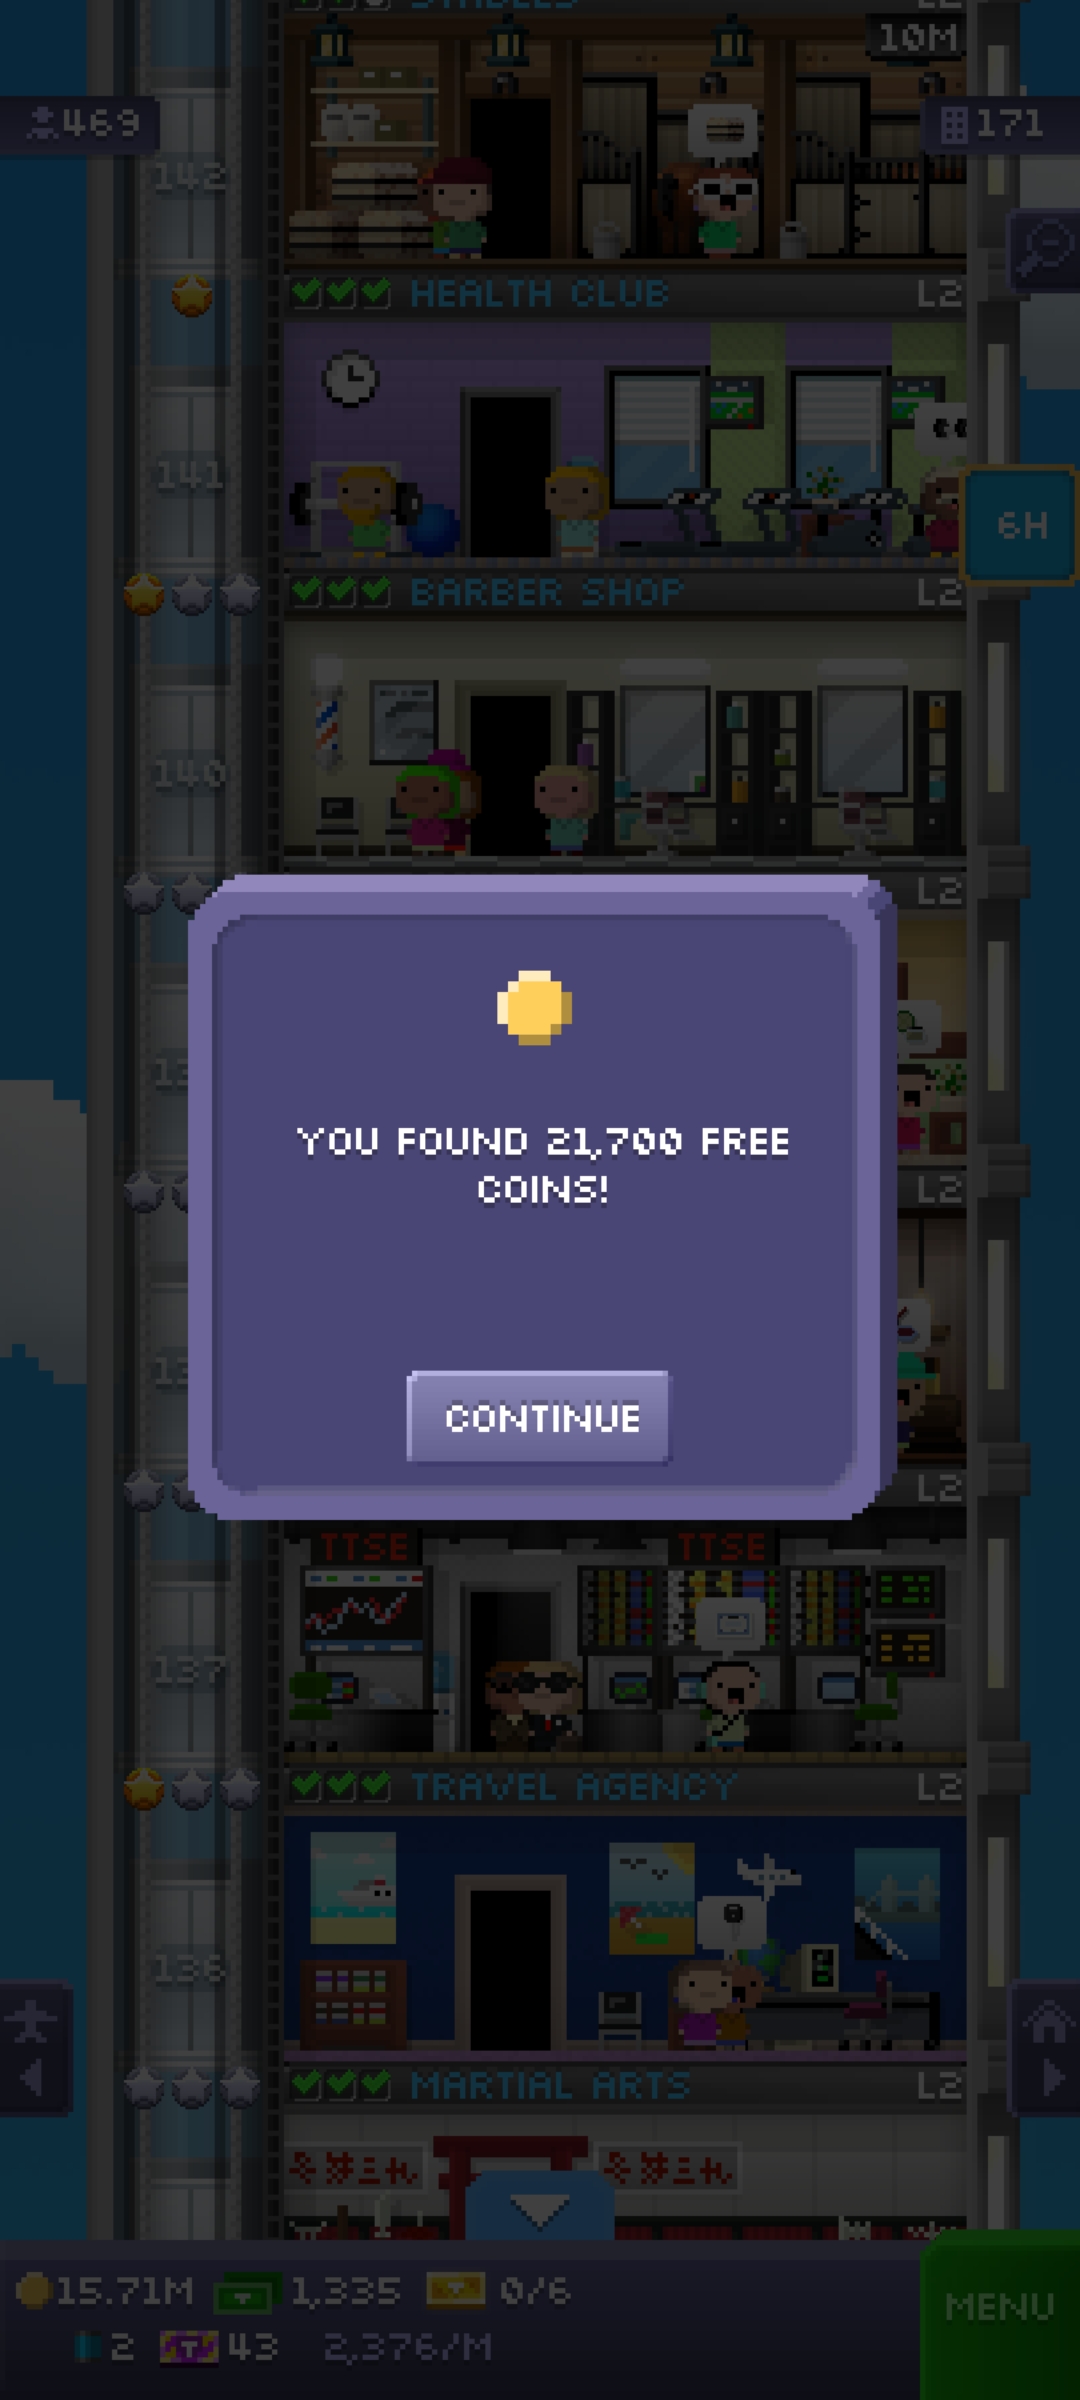 L2
10M
469
171
142
HEALTH CLUB L2
141
6H
BARBER SHOP L2
140
L2
YOU FOUND 21,700 FREE
COINS!
L2
CONTINUE
L2
TTSE TTSE
137
TRAVEL AGENCY L2
136
MARTIAL ARTS L2
15.71M 1,335 0/6
MENU
2 T 43 2,376/M